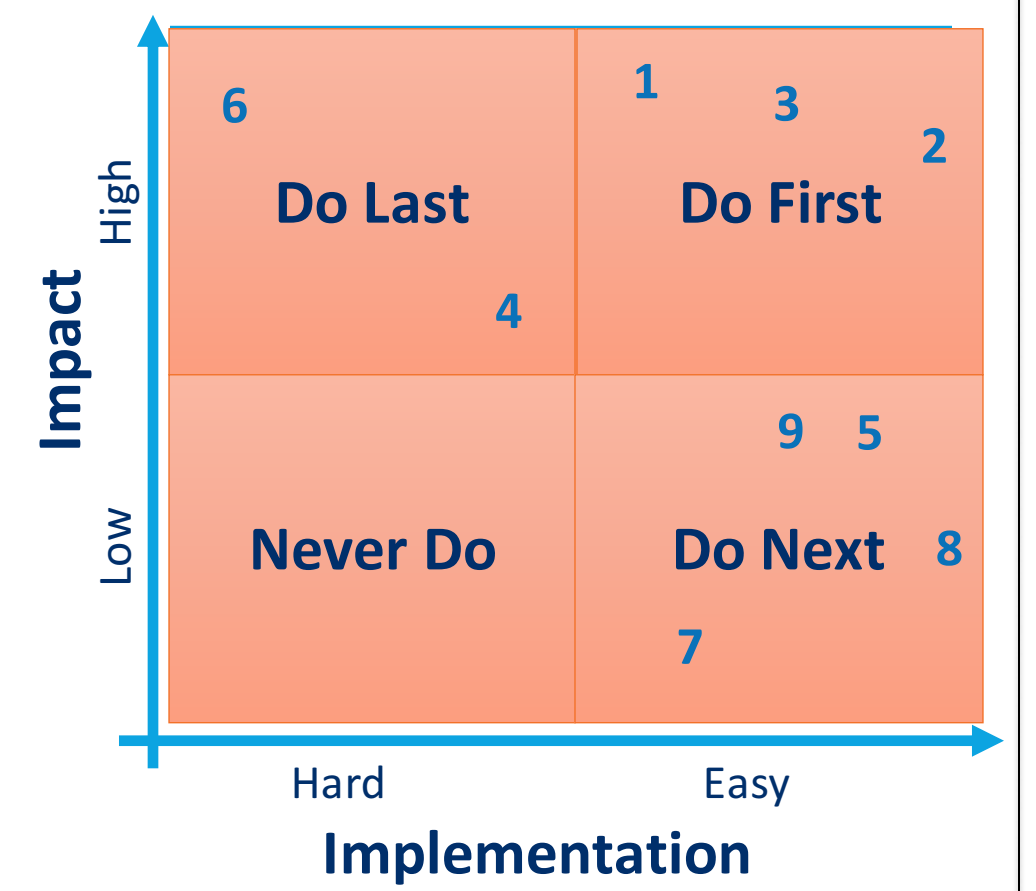 6
1
3
2
Do Last
Do First
High
4
Impact
9 5
Never Do
Do Next
8
Low
7
Hard
Easy
Implementation